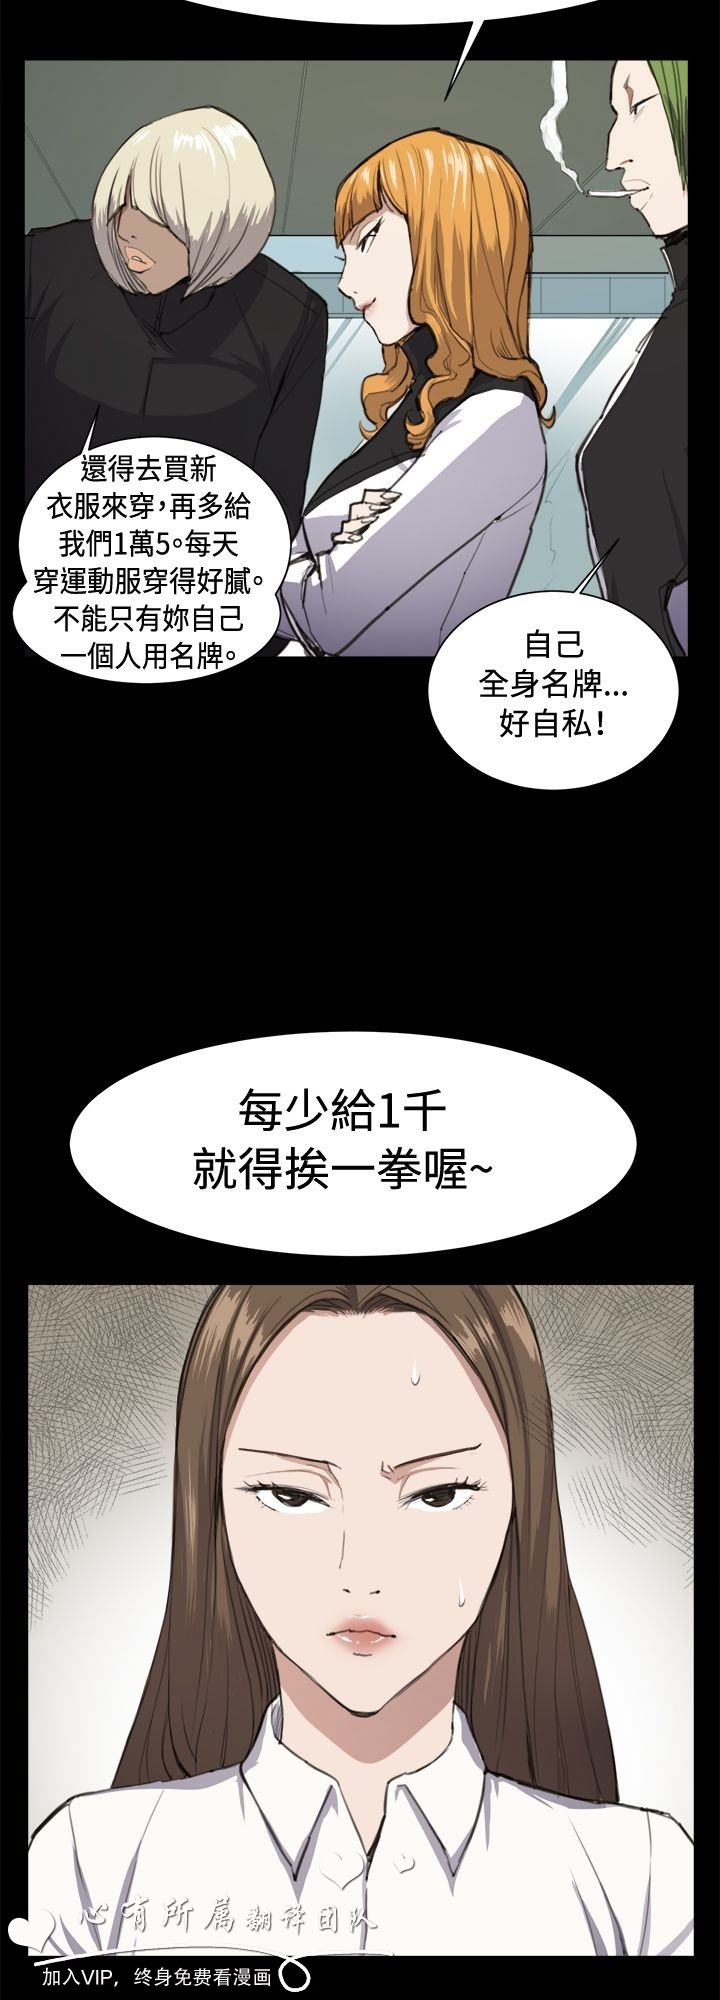 還得去買新
衣服來穿，再多給
我們1萬5。每天
穿運動服穿得好膩。
不能只有妳自己
一個人用名牌。
自己
全身名牌...
好自私！
每少給1千
就得挨一拳喔~
心有所属翻译团队
加入VIP，终身免费看漫画